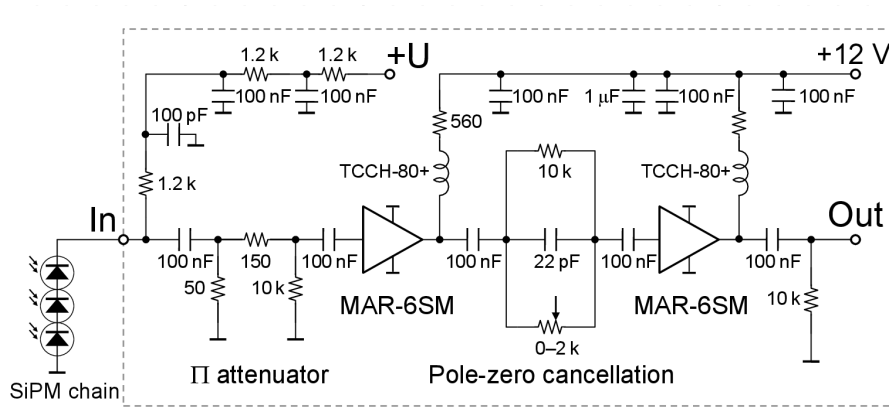 1.2 k
1.2 k
+U
+12 V
100 nF
100 nF
100 nF
1 μF
100 nF
100 nF
100 pF
560
TCCH-80+
10 k
TCCH-80+
1.2 k
In
Out
100 nF
150
100 nF
100 nF
22 pF
100 nF
100 nF
50
10 k
MAR-6SM
MAR-6SM
10 k
0–2 k
SiPM chain
Π attenuator
Pole-zero cancellation